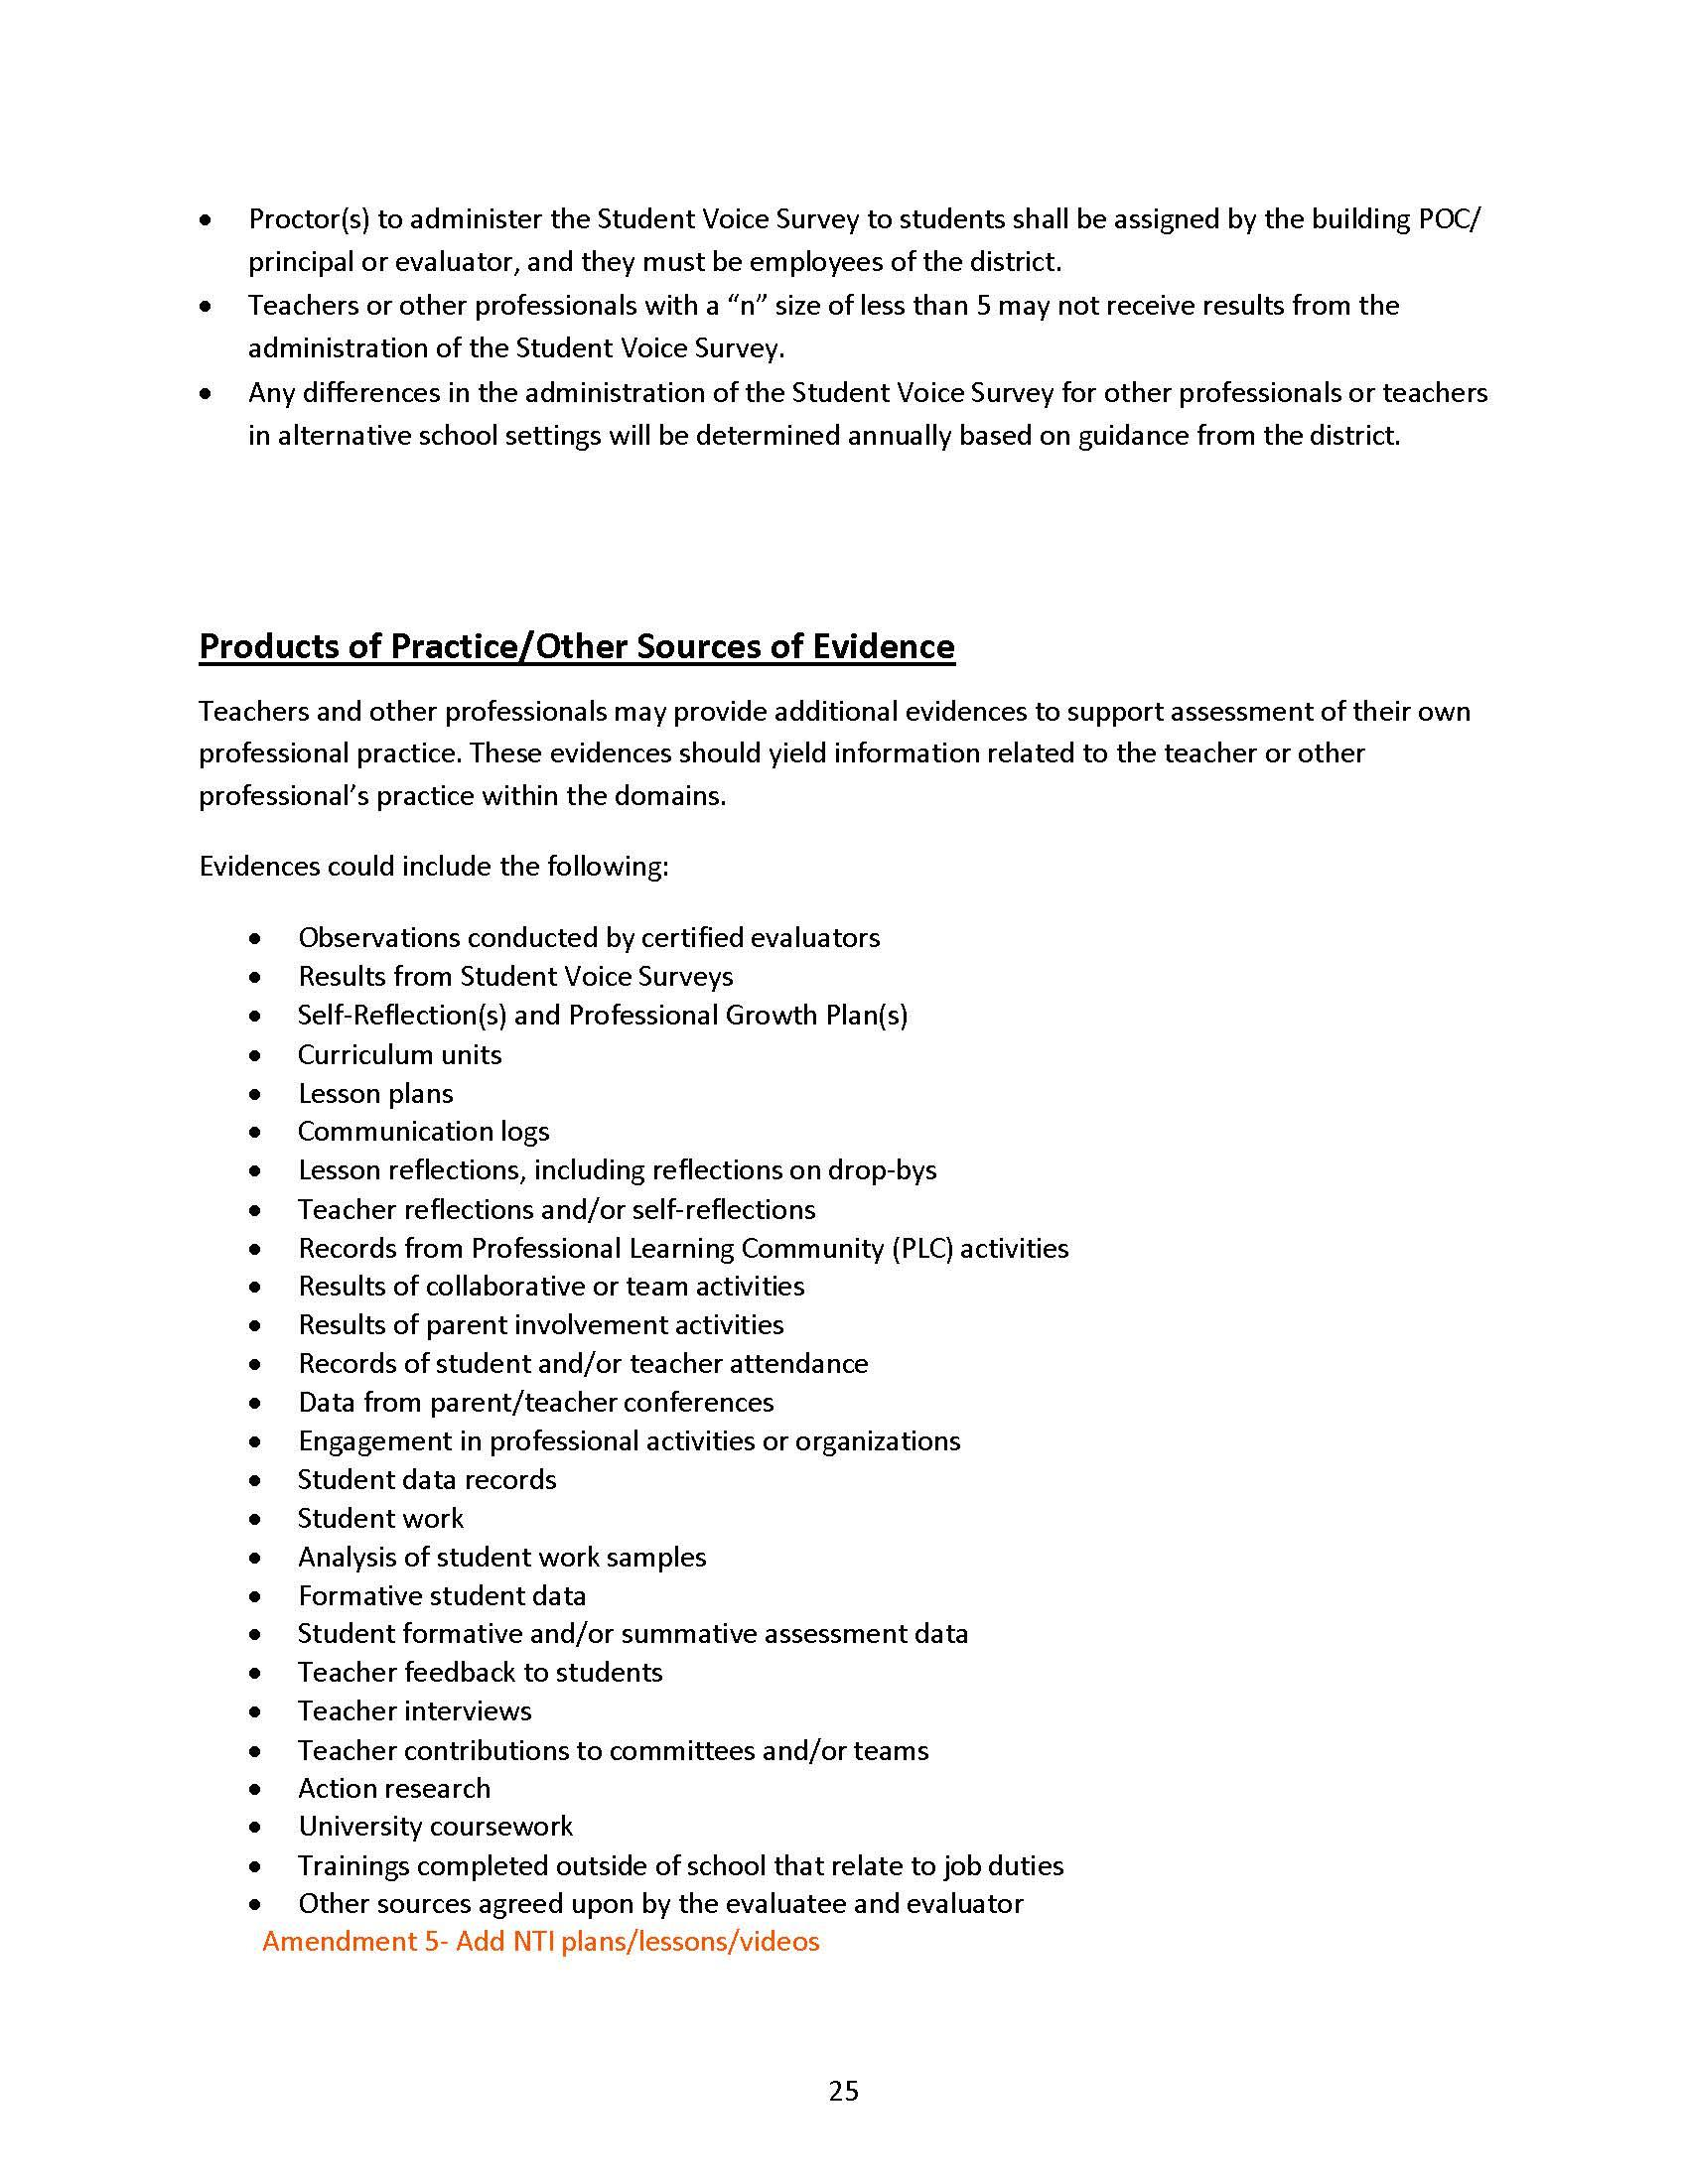 • Proctor(s) to administer the Student Voice Survey to students shall be assigned by the building POC/
principal or evaluator, and they must be employees of the district.
• Teachers or other professionals with a “n” size of less than 5 may not receive results from the
administration of the Student Voice Survey.
• Any differences in the administration of the Student Voice Survey for other professionals or teachers
in alternative school settings will be determined annually based on guidance from the district.
Products of Practice/Other Sources of Evidence
Teachers and other professionals may provide additional evidences to support assessment of their own
professional practice. These evidences should yield information related to the teacher or other
professional’s practice within the domains.
Evidences could include the following:
• Observations conducted by certified evaluators
• Results from Student Voice Surveys
• Self-Reflection(s) and Professional Growth Plan(s)
• Curriculum units
• Lesson plans
• Communication logs
• Lesson reflections, including reflections on drop-bys
• Teacher reflections and/or self-reflections
• Records from Professional Learning Community (PLC) activities
• Results of collaborative or team activities
• Results of parent involvement activities
• Records of student and/or teacher attendance
• Data from parent/teacher conferences
• Engagement in professional activities or organizations
• Student data records
• Student work
• Analysis of student work samples
• Formative student data
• Student formative and/or summative assessment data
• Teacher feedback to students
• Teacher interviews
• Teacher contributions to committees and/or teams
• Action research
• University coursework
• Trainings completed outside of school that relate to job duties
• Other sources agreed upon by the evaluatee and evaluator
Amendment 5- Add NTI plans/lessons/videos
25